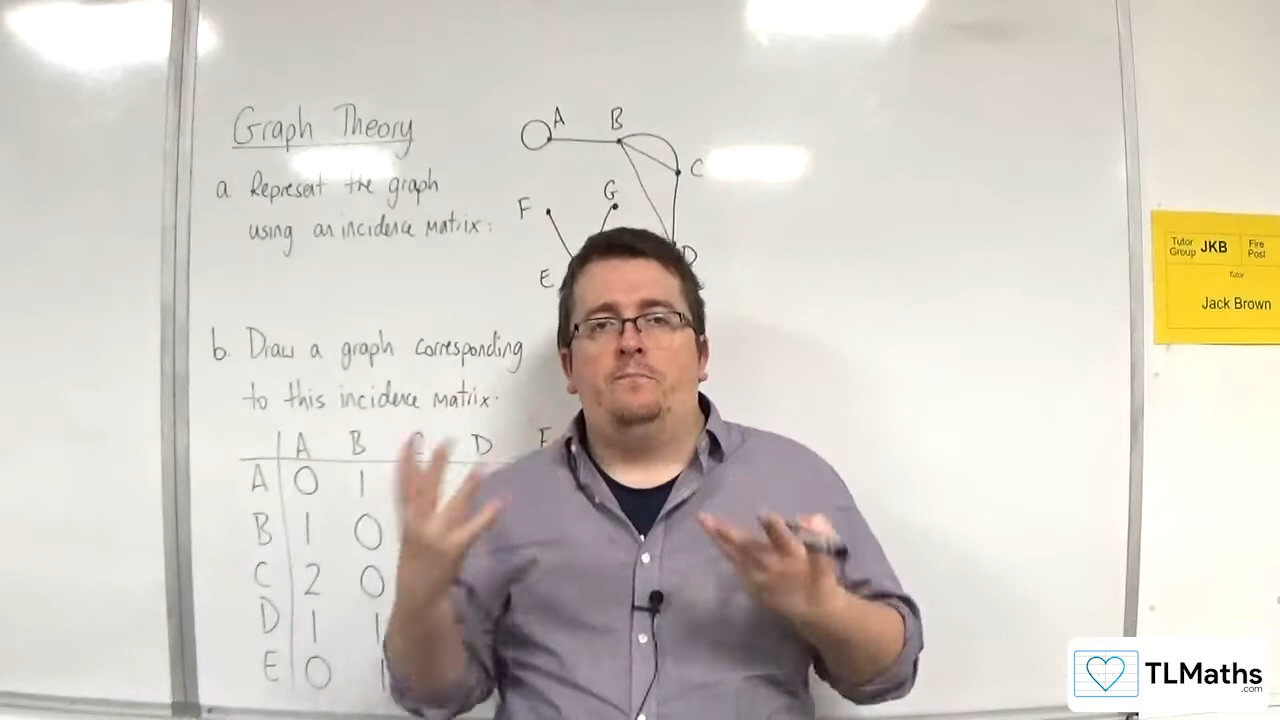 Graph Theory
a. Represent the graph
using an incidence matrix:
A B
C
G
F
D
E
b. Draw a graph corresponding
to this incidence matrix.
A B C D E
A 0 1
B 1 0
C 2 0
D 1 1
E 0 1
Tutor Group JKB Fire Post
Tutor
Jack Brown
TLMaths
.com